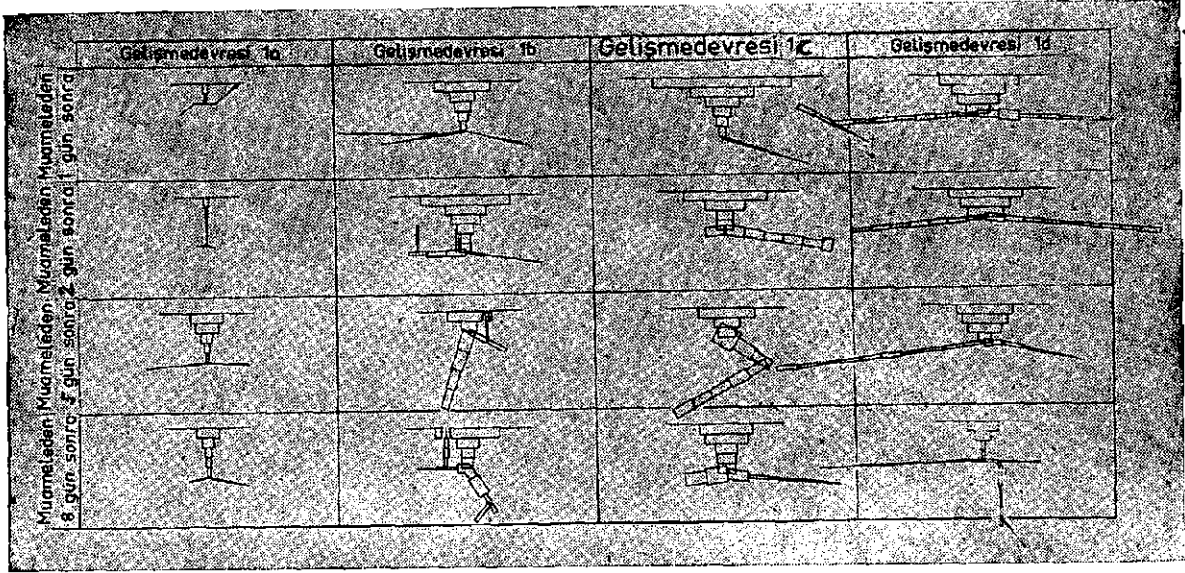 Gelişmedevresi 1a
Gelişmedevresi 1b
Gelişmedevresi 1c
Gelişmedevresi 1d
Muameleden
1 gün sonra
Muameleden
2 gün sonra
Muameleden
5 gün sonra
Muameleden
8 gün sonra